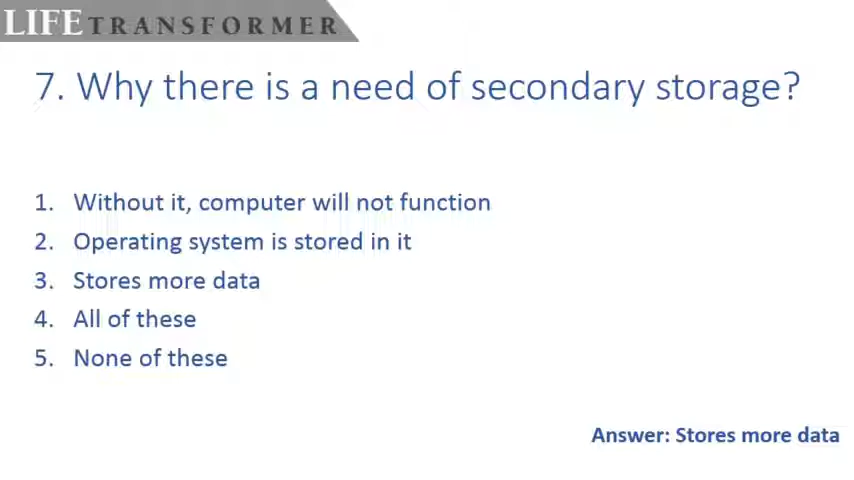 LIFE TRANSFORMER
7. Why there is a need of secondary storage?
1. Without it, computer will not function
2. Operating system is stored in it
3. Stores more data
4. All of these
5. None of these
Answer: Stores more data